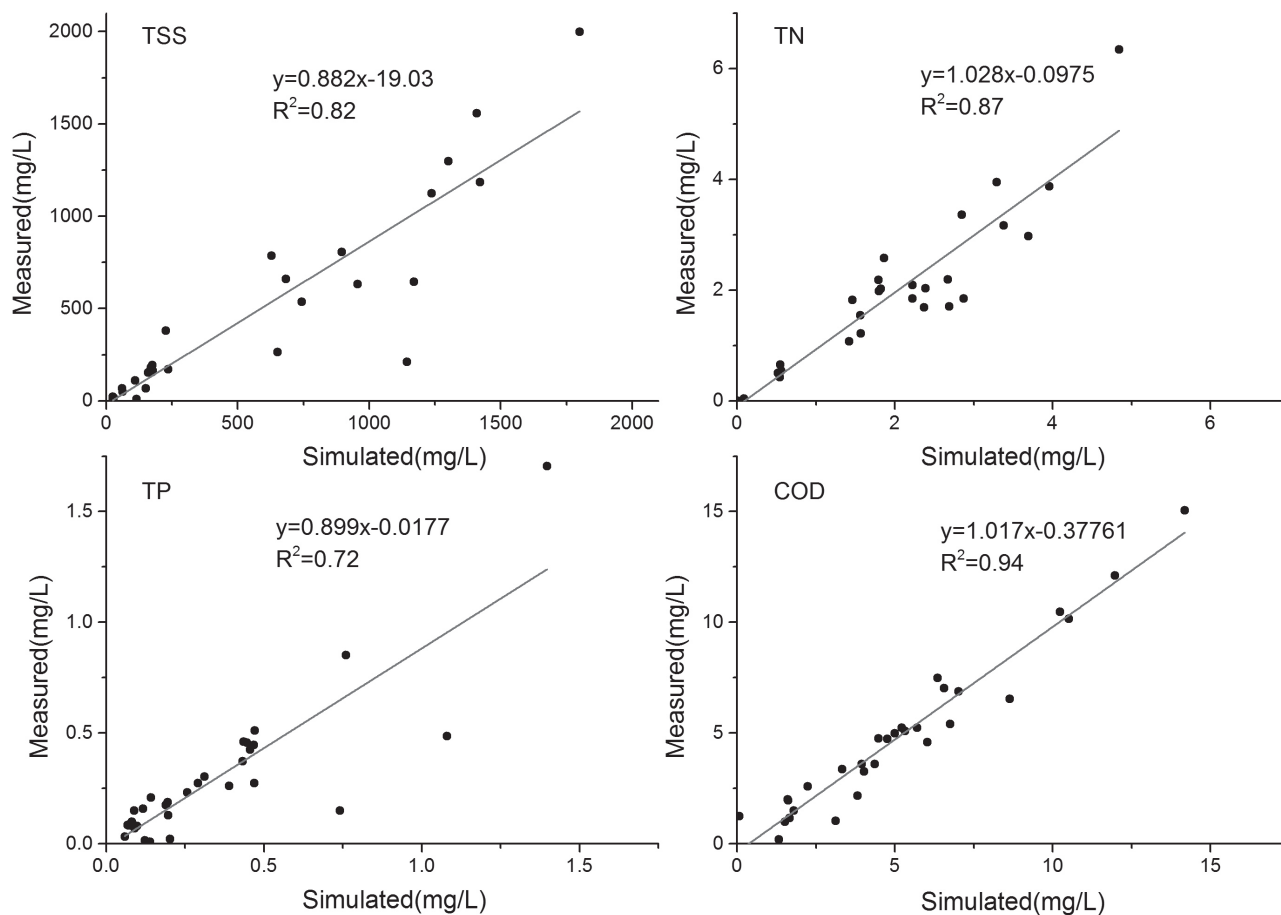 TSS
y=0.882x-19.03
R²=0.82
Measured(mg/L)
2000
1500
1000
500
0
0
500
1000
1500
2000
Simulated(mg/L)
TN
y=1.028x-0.0975
R²=0.87
Measured(mg/L)
6
4
2
0
0
2
4
6
Simulated(mg/L)
TP
y=0.899x-0.0177
R²=0.72
Measured(mg/L)
1.5
1.0
0.5
0.0
0.0
0.5
1.0
1.5
Simulated(mg/L)
COD
y=1.017x-0.37761
R²=0.94
Measured(mg/L)
15
10
5
0
0
5
10
15
Simulated(mg/L)